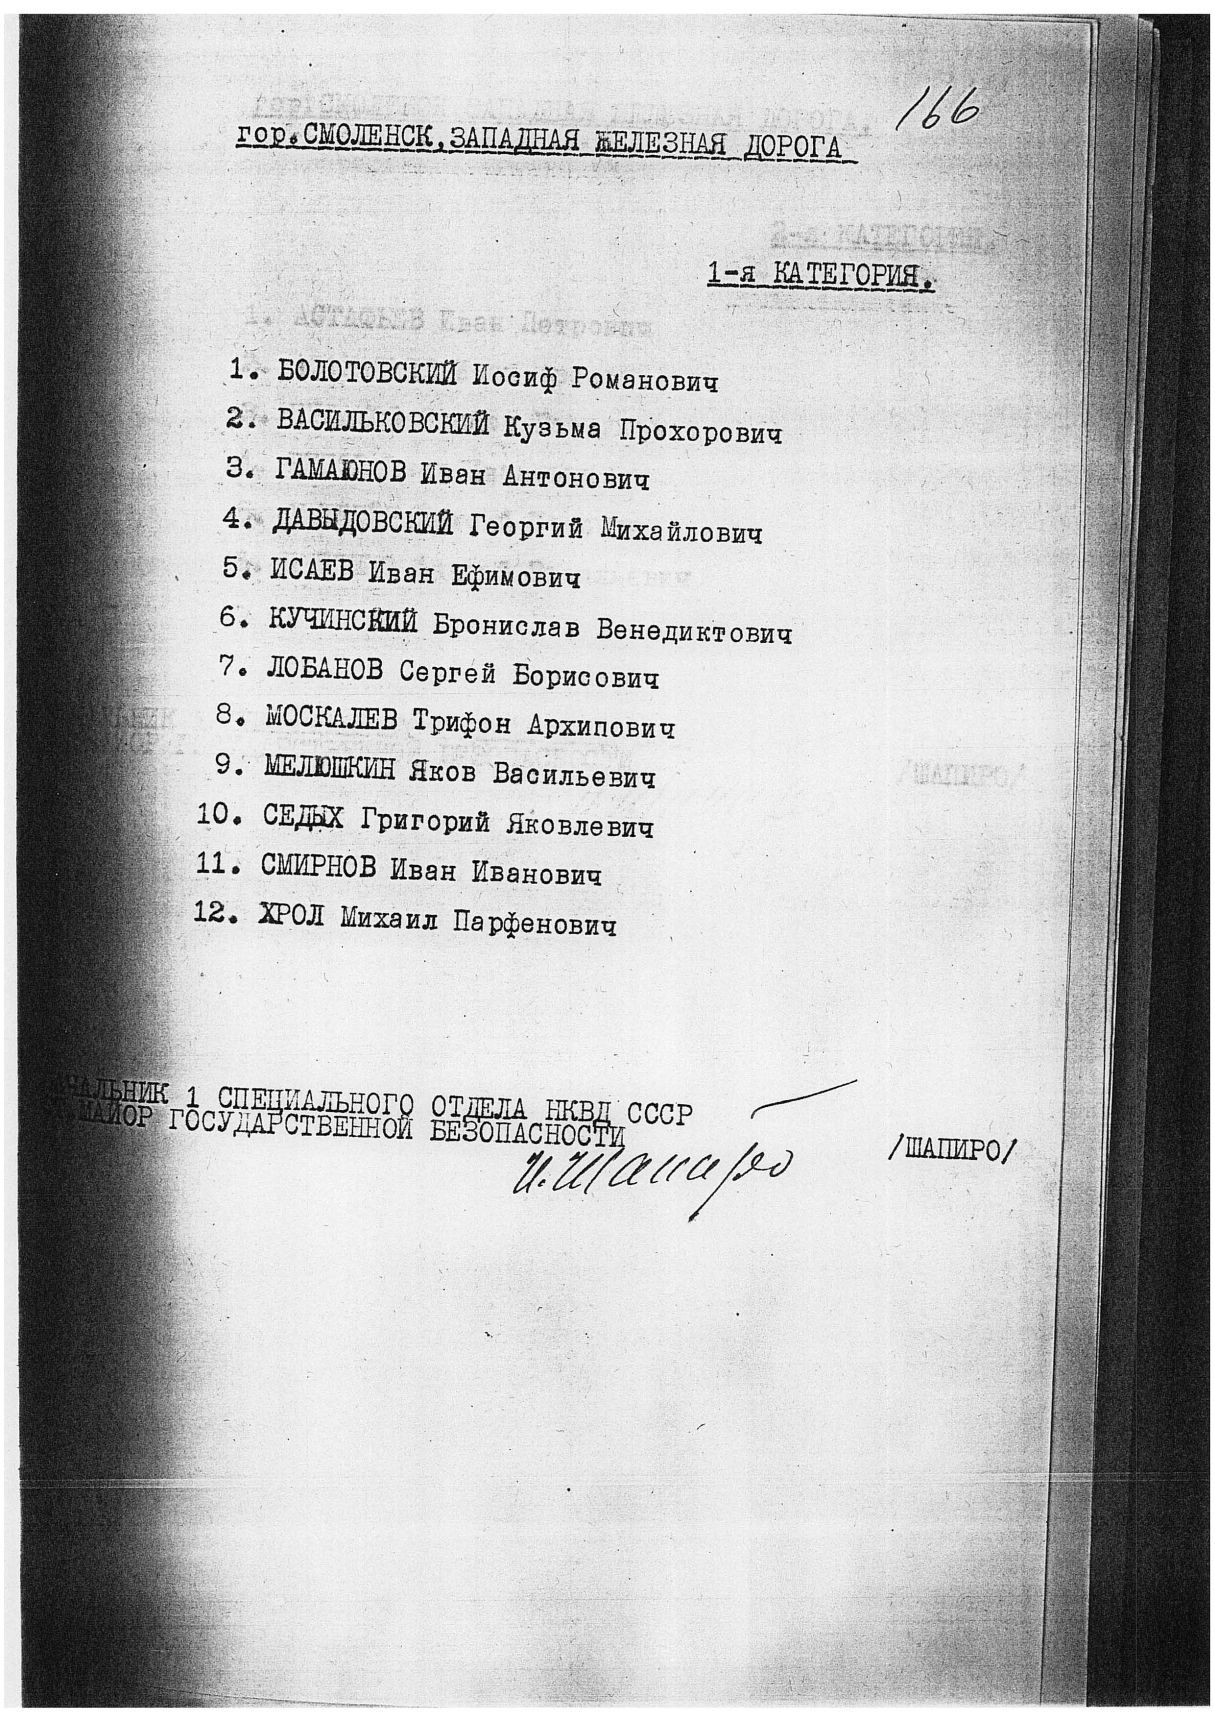 166
гор.СМОЛЕНСК,ЗАПАДНАЯ ЖЕЛЕЗНАЯ ДОРОГА
1-я КАТЕГОРИЯ.
1. БОЛОТОВСКИЙ Иосиф Романович
2. ВАСИЛЬКОВСКИЙ Кузьма Прохорович
3. ГАМАЮНОВ Иван Антонович
4. ДАВЫДОВСКИЙ Георгий Михайлович
5. ИСАЕВ Иван Ефимович
6. КУЧИНСКИЙ Бронислав Венедиктович
7. ЛОБАНОВ Сергей Борисович
8. МОСКАЛЕВ Трифон Архипович
9. МЕЛЮШКИН Яков Васильевич
10. СЕДЫХ Григорий Яковлевич
11. СМИРНОВ Иван Иванович
12. ХРОЛ Михаил Парфенович
НАЧАЛЬНИК 1 СПЕЦИАЛЬНОГО ОТДЕЛА НКВД СССР
МАЙОР ГОСУДАРСТВЕННОЙ БЕЗОПАСНОСТИ
И.Шапиро
/ШАПИРО/